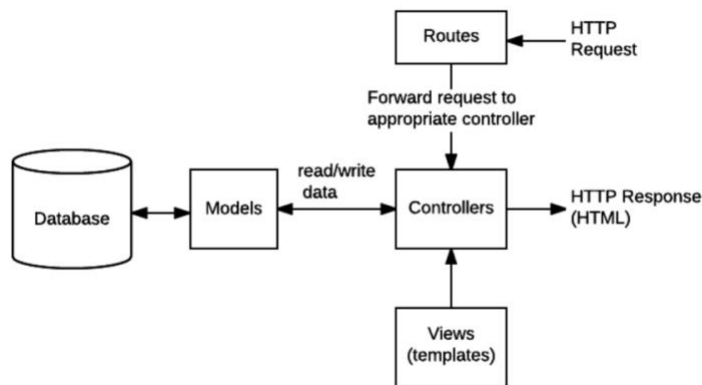 Routes
HTTP
Request
Forward request to
appropriate controller
read/write
data
Database
Models
Controllers
HTTP Response
(HTML)
Views
(templates)